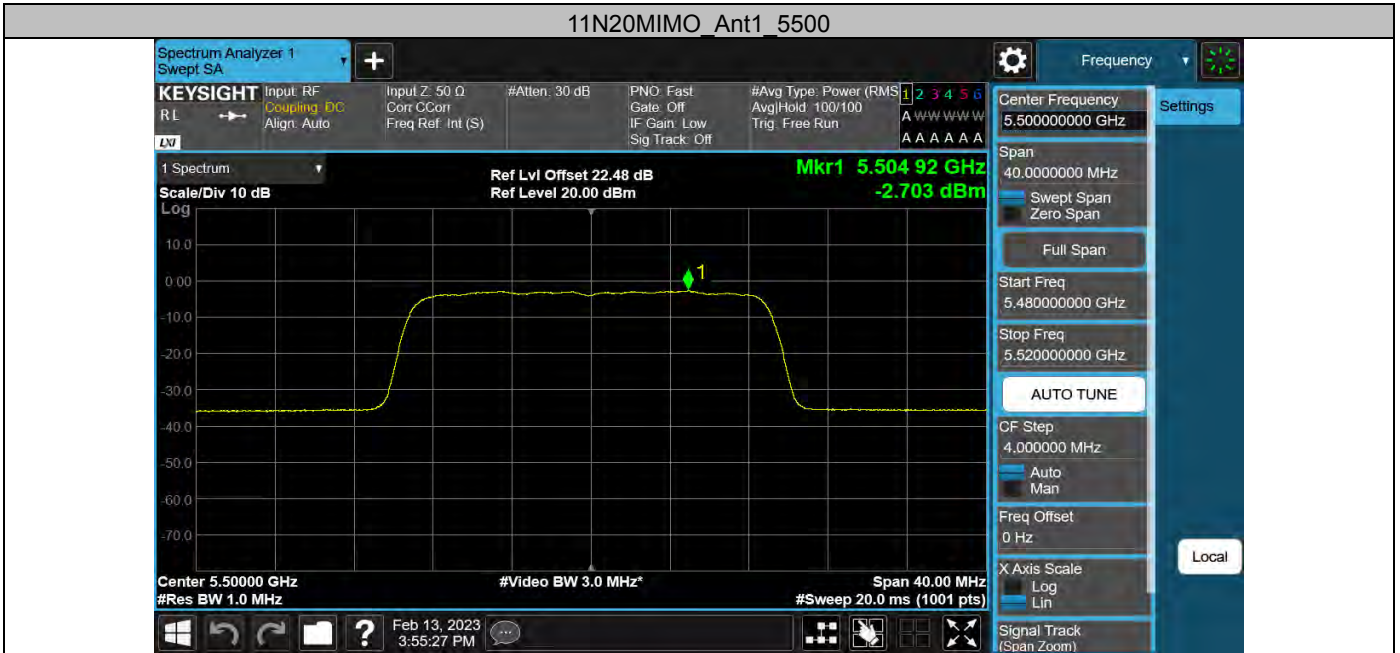 11N20MIMO_Ant1_5500
Spectrum Analyzer 1
Swept SA
Frequency
Settings
KEYSIGHT
RL
LXI
Input: RF
Coupling: DC
Align: Auto
Input Z: 50 Ω
Corr CCorr
Freq Ref: Int (S)
#Atten: 30 dB
PNO: Fast
Gate: Off
IF Gain: Low
Sig Track: Off
#Avg Type: Power (RMS
Avg|Hold: 100/100
Trig: Free Run
1 2 3 4 5 6
A W W W W W
A A A A A A
1 Spectrum
Scale/Div 10 dB
Log
Ref Lvl Offset 22.48 dB
Ref Level 20.00 dBm
Mkr1 5.504 92 GHz
-2.703 dBm
1
10.0
0.00
-10.0
-20.0
-30.0
-40.0
-50.0
-60.0
-70.0
Center 5.50000 GHz
#Video BW 3.0 MHz*
Span 40.00 MHz
#Res BW 1.0 MHz
#Sweep 20.0 ms (1001 pts)
Center Frequency
5.500000000 GHz
Span
40.0000000 MHz
Swept Span
Zero Span
Full Span
Start Freq
5.480000000 GHz
Stop Freq
5.520000000 GHz
AUTO TUNE
CF Step
4.000000 MHz
Auto
Man
Freq Offset
0 Hz
X Axis Scale
Log
Lin
Signal Track
(Span Zoom)
Local
?
Feb 13, 2023
3:55:27 PM